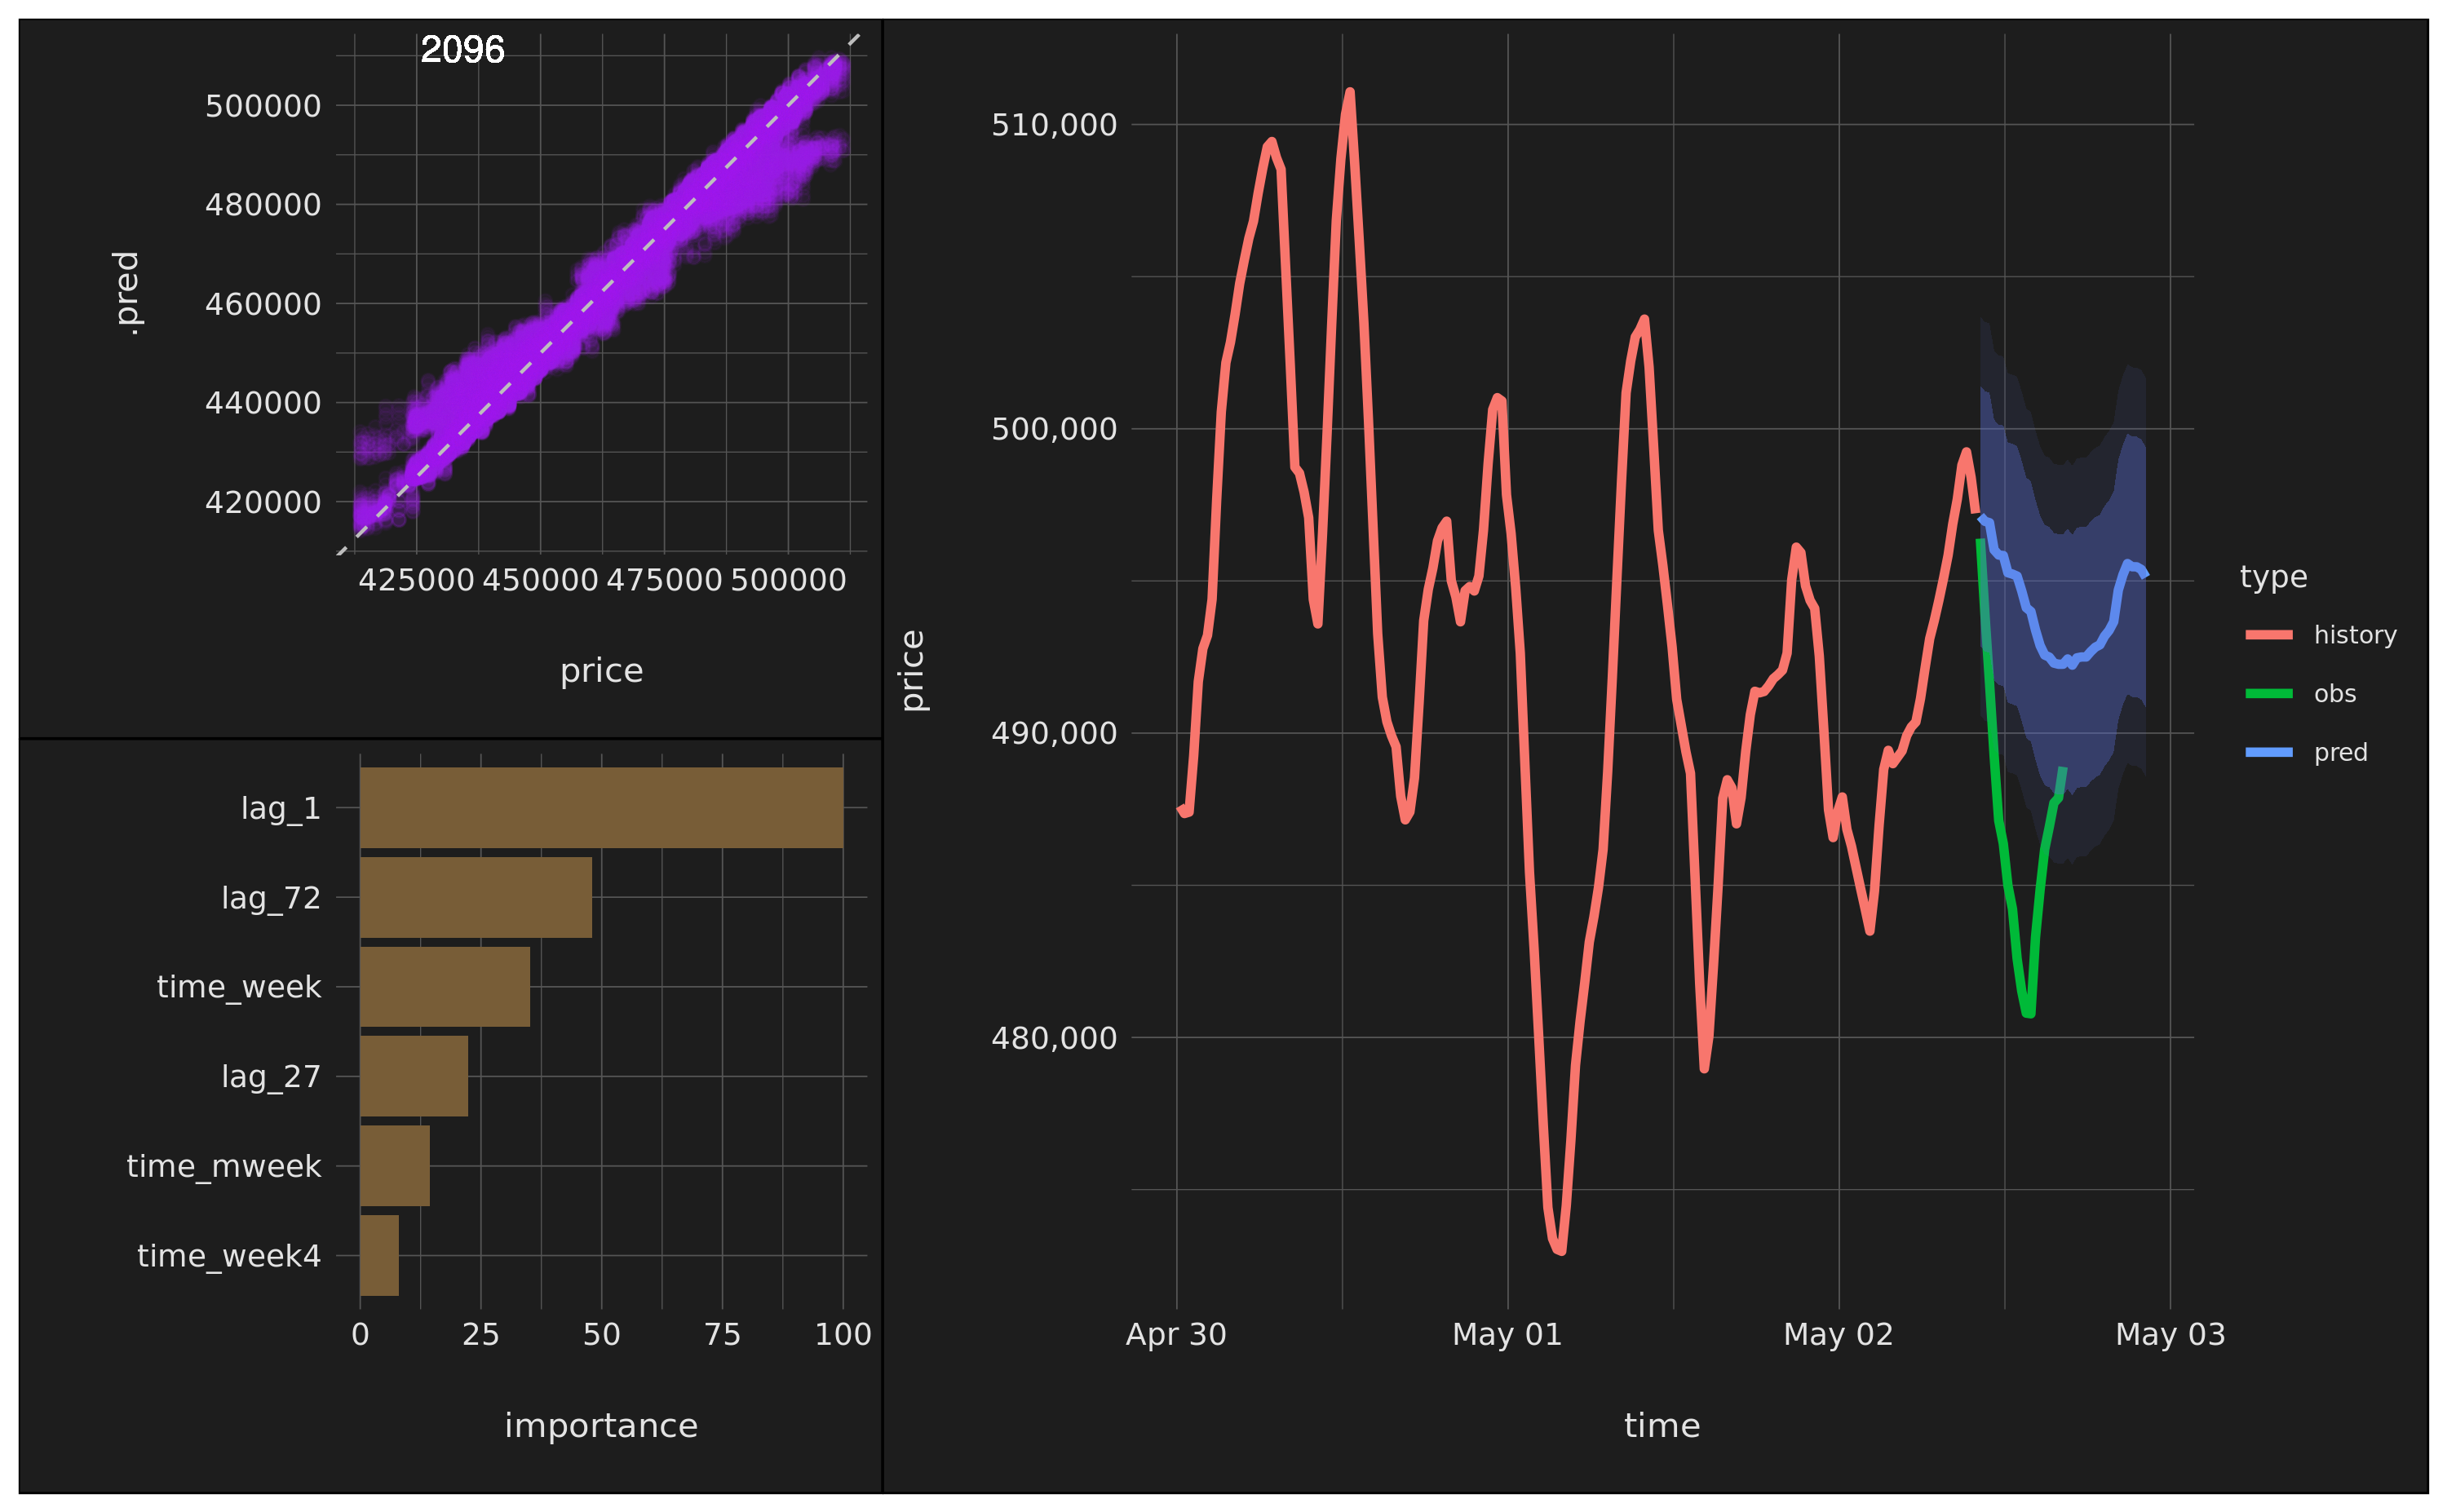 2096
.pred
500000
480000
460000
440000
420000
425000 450000 475000 500000
price
lag_1
lag_72
time_week
lag_27
time_mweek
time_week4
0 25 50 75 100
importance
price
510,000
500,000
490,000
480,000
Apr 30 May 01 May 02 May 03
time
type
history
obs
pred